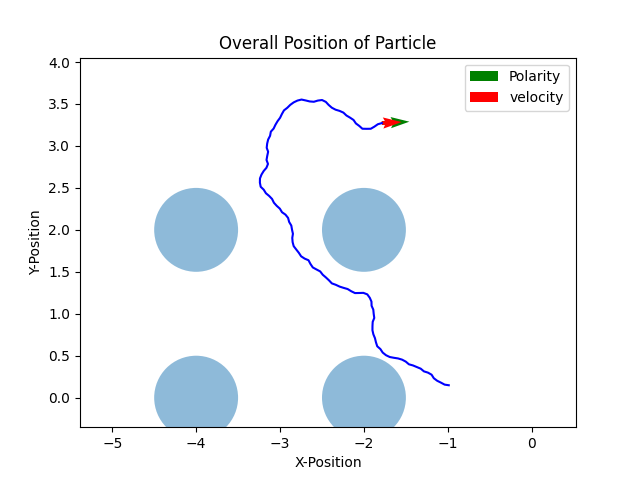 Overall Position of Particle
Polarity
velocity
Y-Position
4.0
3.5
3.0
2.5
2.0
1.5
1.0
0.5
0.0
−5 −4 −3 −2 −1 0
X-Position